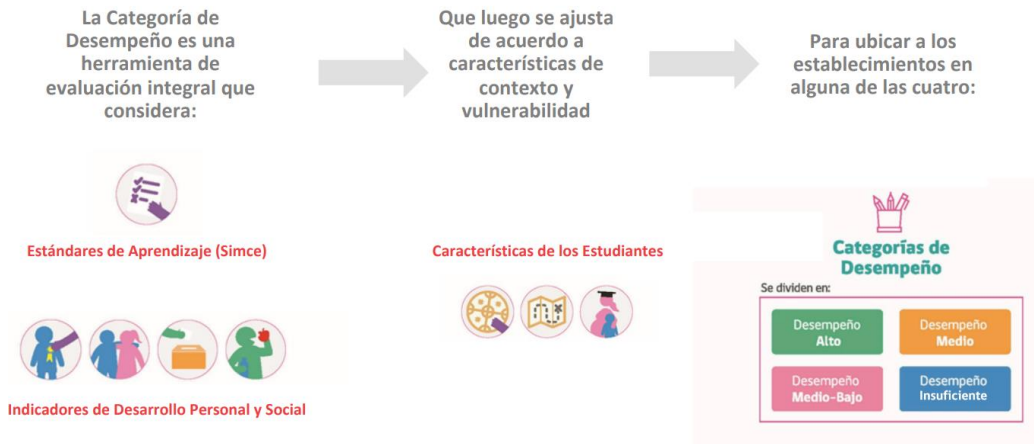 La Categoría de
Desempeño es una
herramienta de
evaluación integral que
considera:
Que luego se ajusta
de acuerdo a
características de
contexto y
vulnerabilidad
Para ubicar a los
establecimientos en
alguna de las cuatro:
Estándares de Aprendizaje (Simce)
Indicadores de Desarrollo Personal y Social
Características de los Estudiantes
Categorías de
Desempeño
Se dividen en:
Desempeño
Alto
Desempeño
Medio
Desempeño
Medio-Bajo
Desempeño
Insuficiente